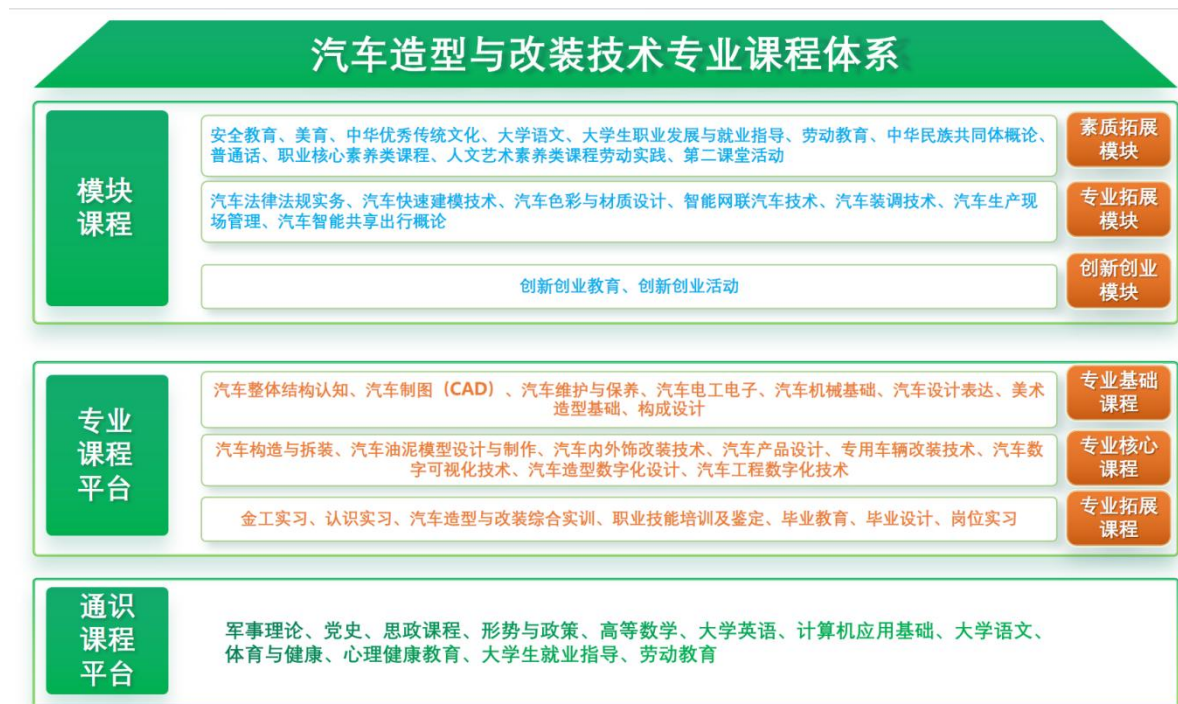 汽车造型与改装技术专业课程体系
模块
课程
安全教育、美育、中华优秀传统文化、大学语文、大学生职业发展与就业指导、劳动教育、中华民族共同体概论、
普通话、职业核心素养类课程、人文艺术素养类课程劳动实践、第二课堂活动
素质拓展
模块
汽车法律法规实务、汽车快速建模技术、汽车色彩与材质设计、智能网联汽车技术、汽车装调技术、汽车生产现
场管理、汽车智能共享出行概论
专业拓展
模块
创新创业教育、创新创业活动
创新创业
模块
专业
课程
平台
汽车整体结构认知、汽车制图（CAD）、汽车维护与保养、汽车电工电子、汽车机械基础、汽车设计表达、美术
造型基础、构成设计
专业基础
课程
汽车构造与拆装、汽车油泥模型设计与制作、汽车内外饰改装技术、汽车产品设计、专用车辆改装技术、汽车数
字可视化技术、汽车造型数字化设计、汽车工程数字化技术
专业核心
课程
金工实习、认识实习、汽车造型与改装综合实训、职业技能培训及鉴定、毕业教育、毕业设计、岗位实习
专业拓展
课程
通识
课程
平台
军事理论、党史、思政课程、形势与政策、高等数学、大学英语、计算机应用基础、大学语文、
体育与健康、心理健康教育、大学生就业指导、劳动教育